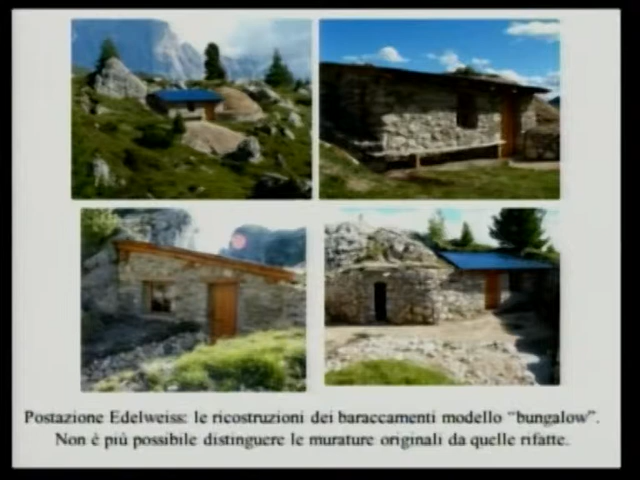 Postazione Edelweiss: le ricostruzioni dei baraccamenti modello “bungalow”.
Non è più possibile distinguere le murature originali da quelle rifatte.